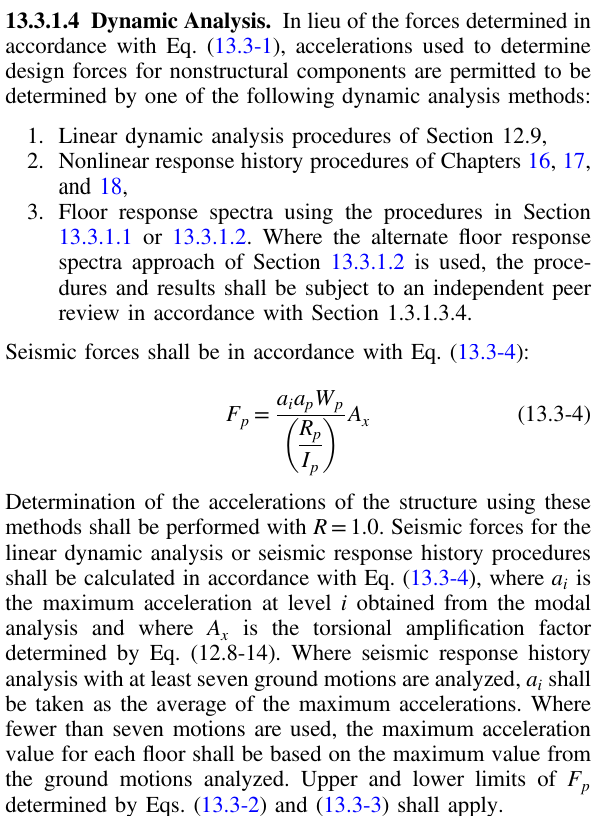 13.3.1.4 Dynamic Analysis. In lieu of the forces determined in
accordance with Eq. (13.3-1), accelerations used to determine
design forces for nonstructural components are permitted to be
determined by one of the following dynamic analysis methods:
1. Linear dynamic analysis procedures of Section 12.9,
2. Nonlinear response history procedures of Chapters 16, 17,
and 18,
3. Floor response spectra using the procedures in Section
13.3.1.1 or 13.3.1.2. Where the alternate floor response
spectra approach of Section 13.3.1.2 is used, the proce-
dures and results shall be subject to an independent peer
review in accordance with Section 1.3.1.3.4.
Seismic forces shall be in accordance with Eq. (13.3-4):
F_p = \frac{a_i a_p W_p}{\left(\frac{R_p}{I_p}\right)} A_x (13.3-4)
Determination of the accelerations of the structure using these
methods shall be performed with R = 1.0. Seismic forces for the
linear dynamic analysis or seismic response history procedures
shall be calculated in accordance with Eq. (13.3-4), where a_i is
the maximum acceleration at level i obtained from the modal
analysis and where A_x is the torsional amplification factor
determined by Eq. (12.8-14). Where seismic response history
analysis with at least seven ground motions are analyzed, a_i shall
be taken as the average of the maximum accelerations. Where
fewer than seven motions are used, the maximum acceleration
value for each floor shall be based on the maximum value from
the ground motions analyzed. Upper and lower limits of F_p
determined by Eqs. (13.3-2) and (13.3-3) shall apply.